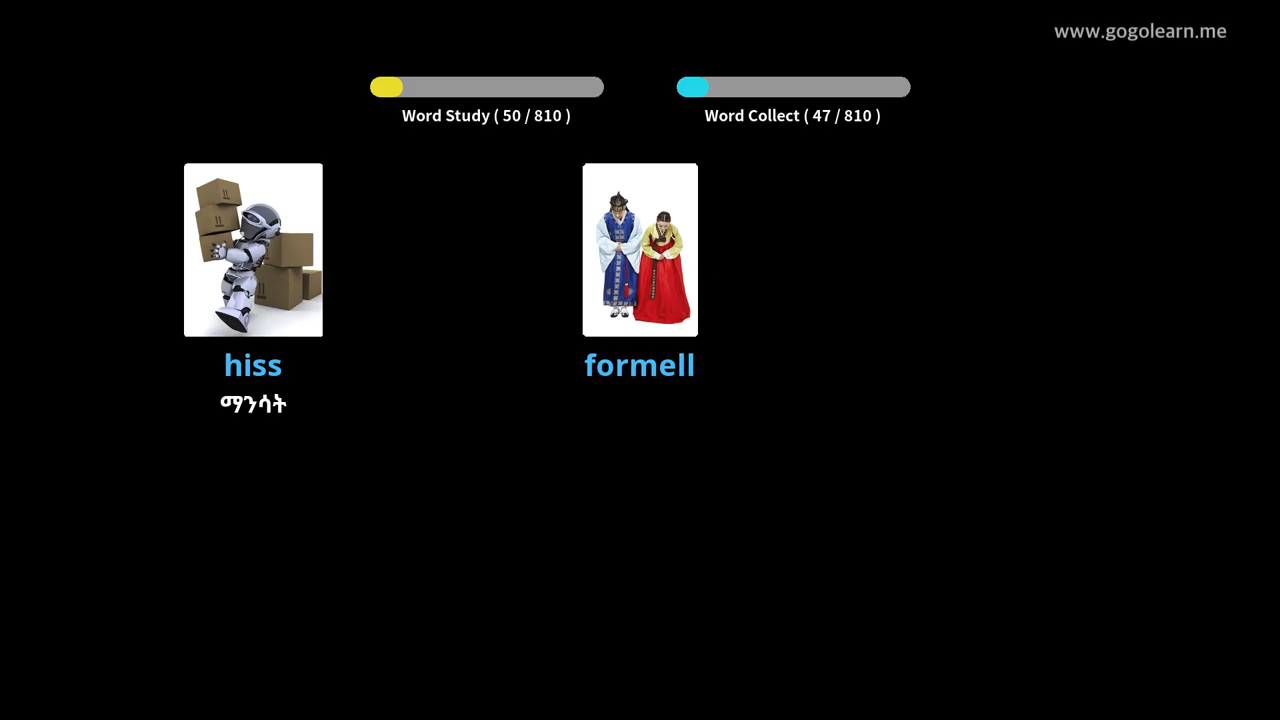 www.gogolearn.me
Word Study ( 50 / 810 )
Word Collect ( 47 / 810 )
hiss
ማንሳት
formell